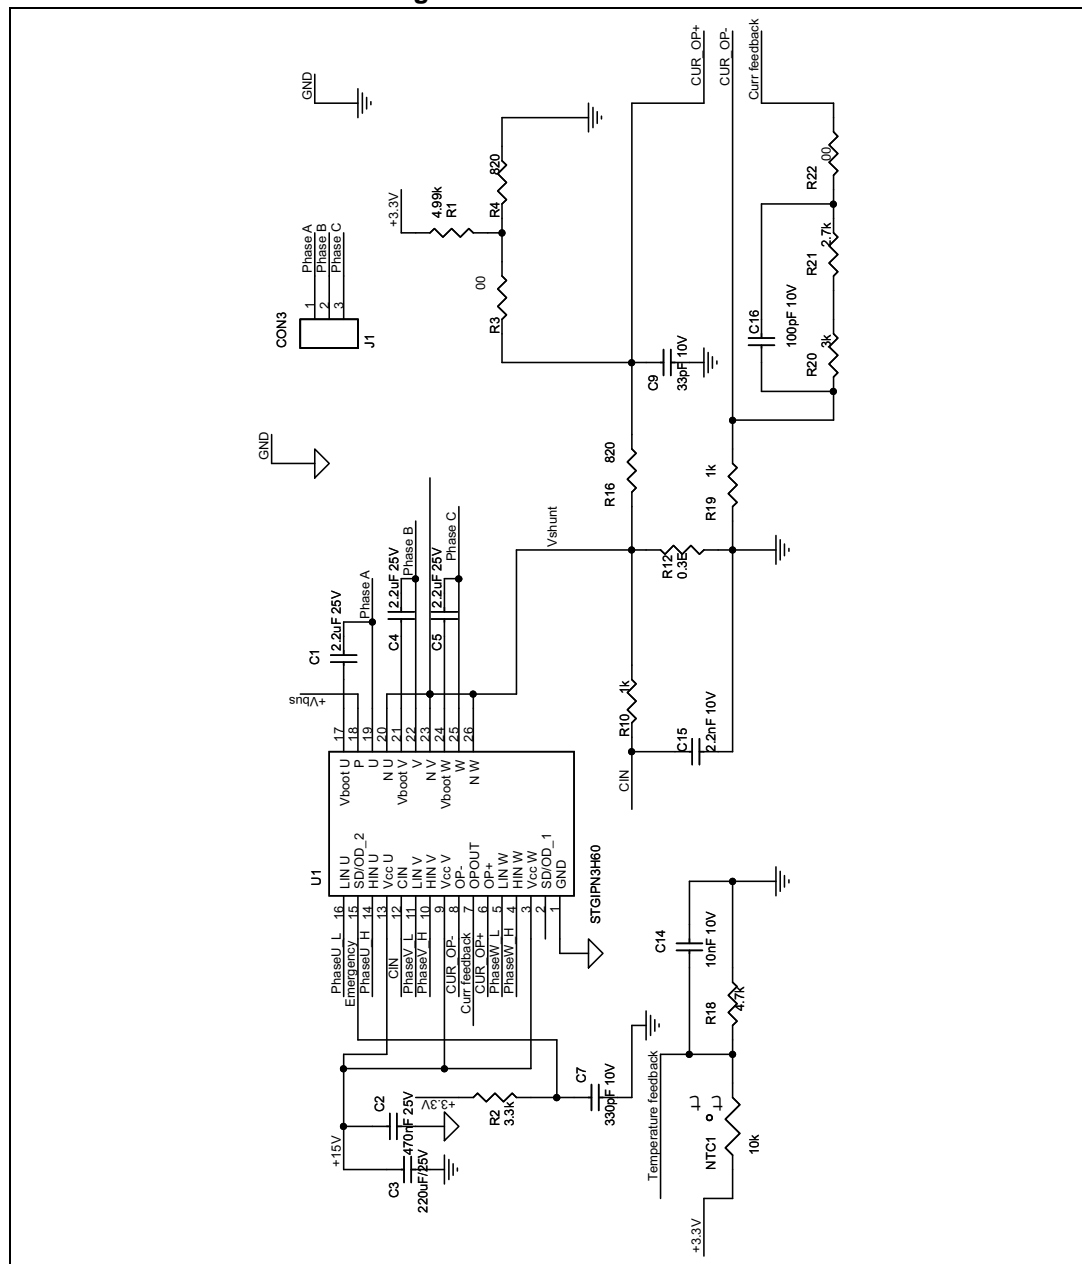 g
GND
+3.3V
4.99k
R1
820
R4
00
R3
CUR_OP+
CUR_OP-
Curr feedback
00
R22
2.7k
R21
C16
100pF 10V
3k
R20
C9
33pF 10V
CON3
1
2
3
Phase A
Phase B
Phase C
J1
GND
820
R16
1k
R19
Vshunt
R12
0.3E
1k
R10
C15
2.2nF 10V
CIN
C1
2.2uF 25V
Phase A
C4
2.2uF 25V
Phase B
C5
2.2uF 25V
Phase C
+Vbus
17
18
19
20
21
22
23
24
25
26
Vboot U
P
U
N U
Vboot V
V
N V
Vboot W
W
N W
U1
LIN U
SD/OD_2
HIN U
Vcc U
CIN
LIN V
HIN V
Vcc V
OP-
OPOUT
OP+
LIN W
HIN W
Vcc W
SD/OD_1
GND
STGIPN3H60
16
15
14
13
12
11
10
9
8
7
6
5
4
3
2
1
PhaseU_L
Emergency
PhaseU_H
CIN
PhaseV_L
PhaseV_H
CUR_OP-
Curr feedback
CUR_OP+
PhaseW_L
PhaseW_H
+15V
C2
470nF 25V
C3
220uF/25V
+3.3V
R2
3.3k
C7
330pF 10V
C14
10nF 10V
R18
4.7k
Temperature feedback
t
t
NTC1
10k
+3.3V